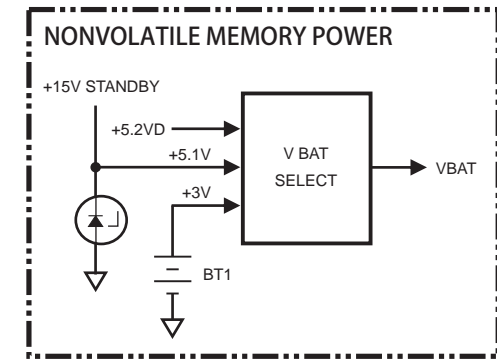 NONVOLATILE MEMORY POWER
+15V STANDBY
+5.2VD
+5.1V
+3V
V BAT
SELECT
VBAT
BT1